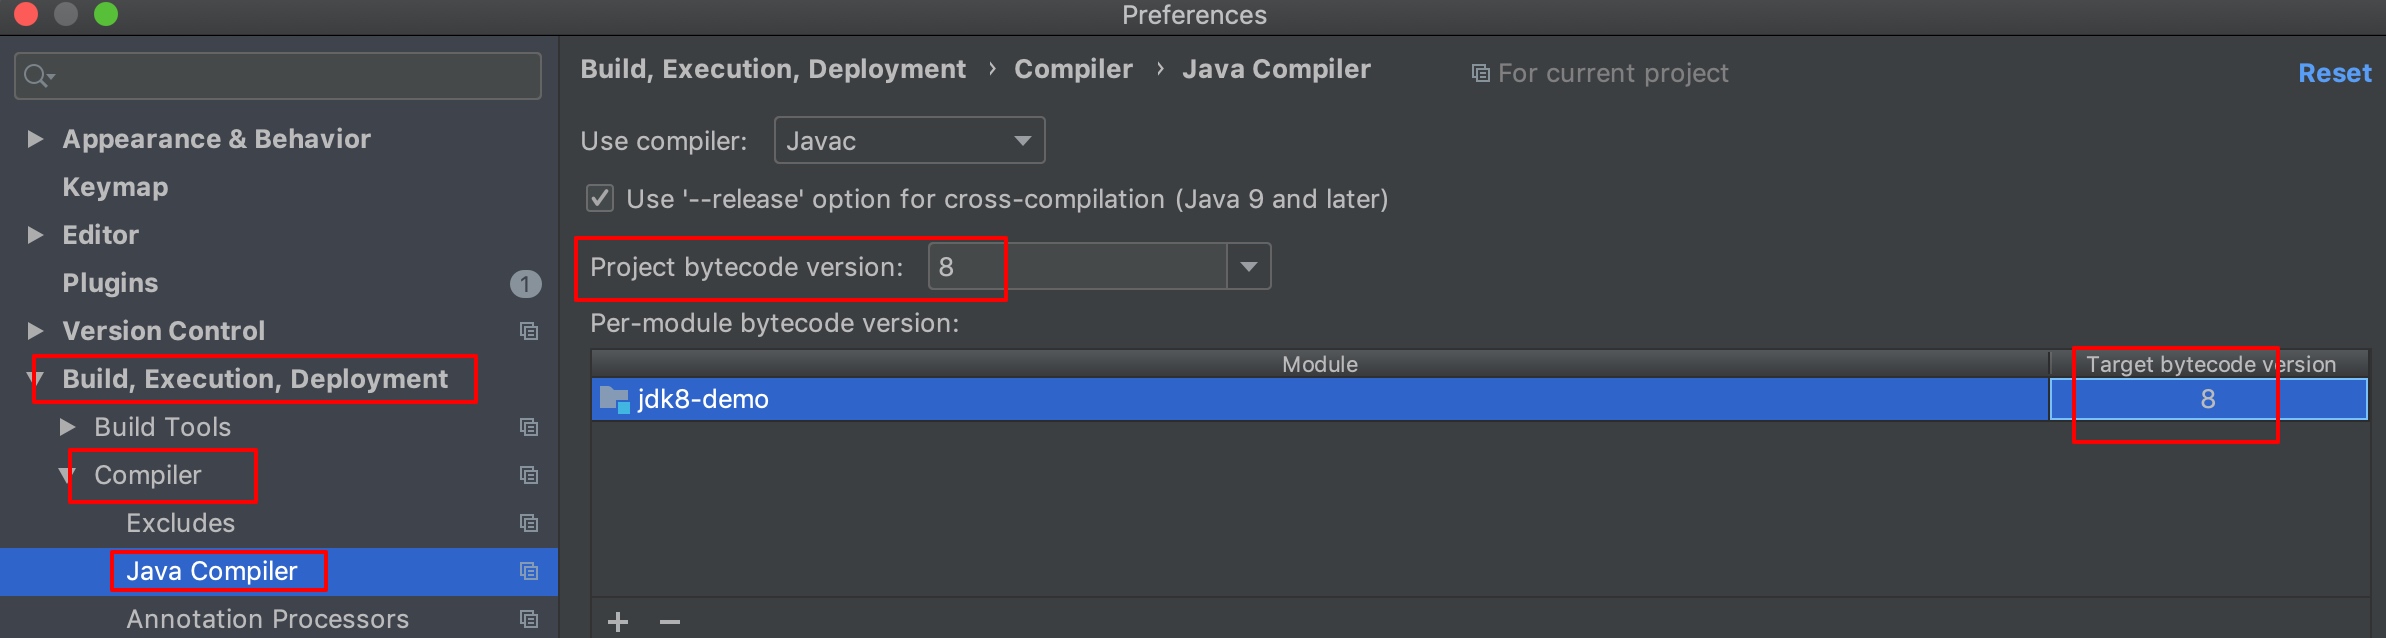 Preferences
Appearance & Behavior
Keymap
Editor
Plugins
1
Version Control
Build, Execution, Deployment
Build Tools
Compiler
Excludes
Java Compiler
Annotation Processors
Build, Execution, Deployment › Compiler › Java Compiler
For current project
Reset
Use compiler: Javac
Use '--release' option for cross-compilation (Java 9 and later)
Project bytecode version: 8
Per-module bytecode version:
Module Target bytecode version
jdk8-demo 8